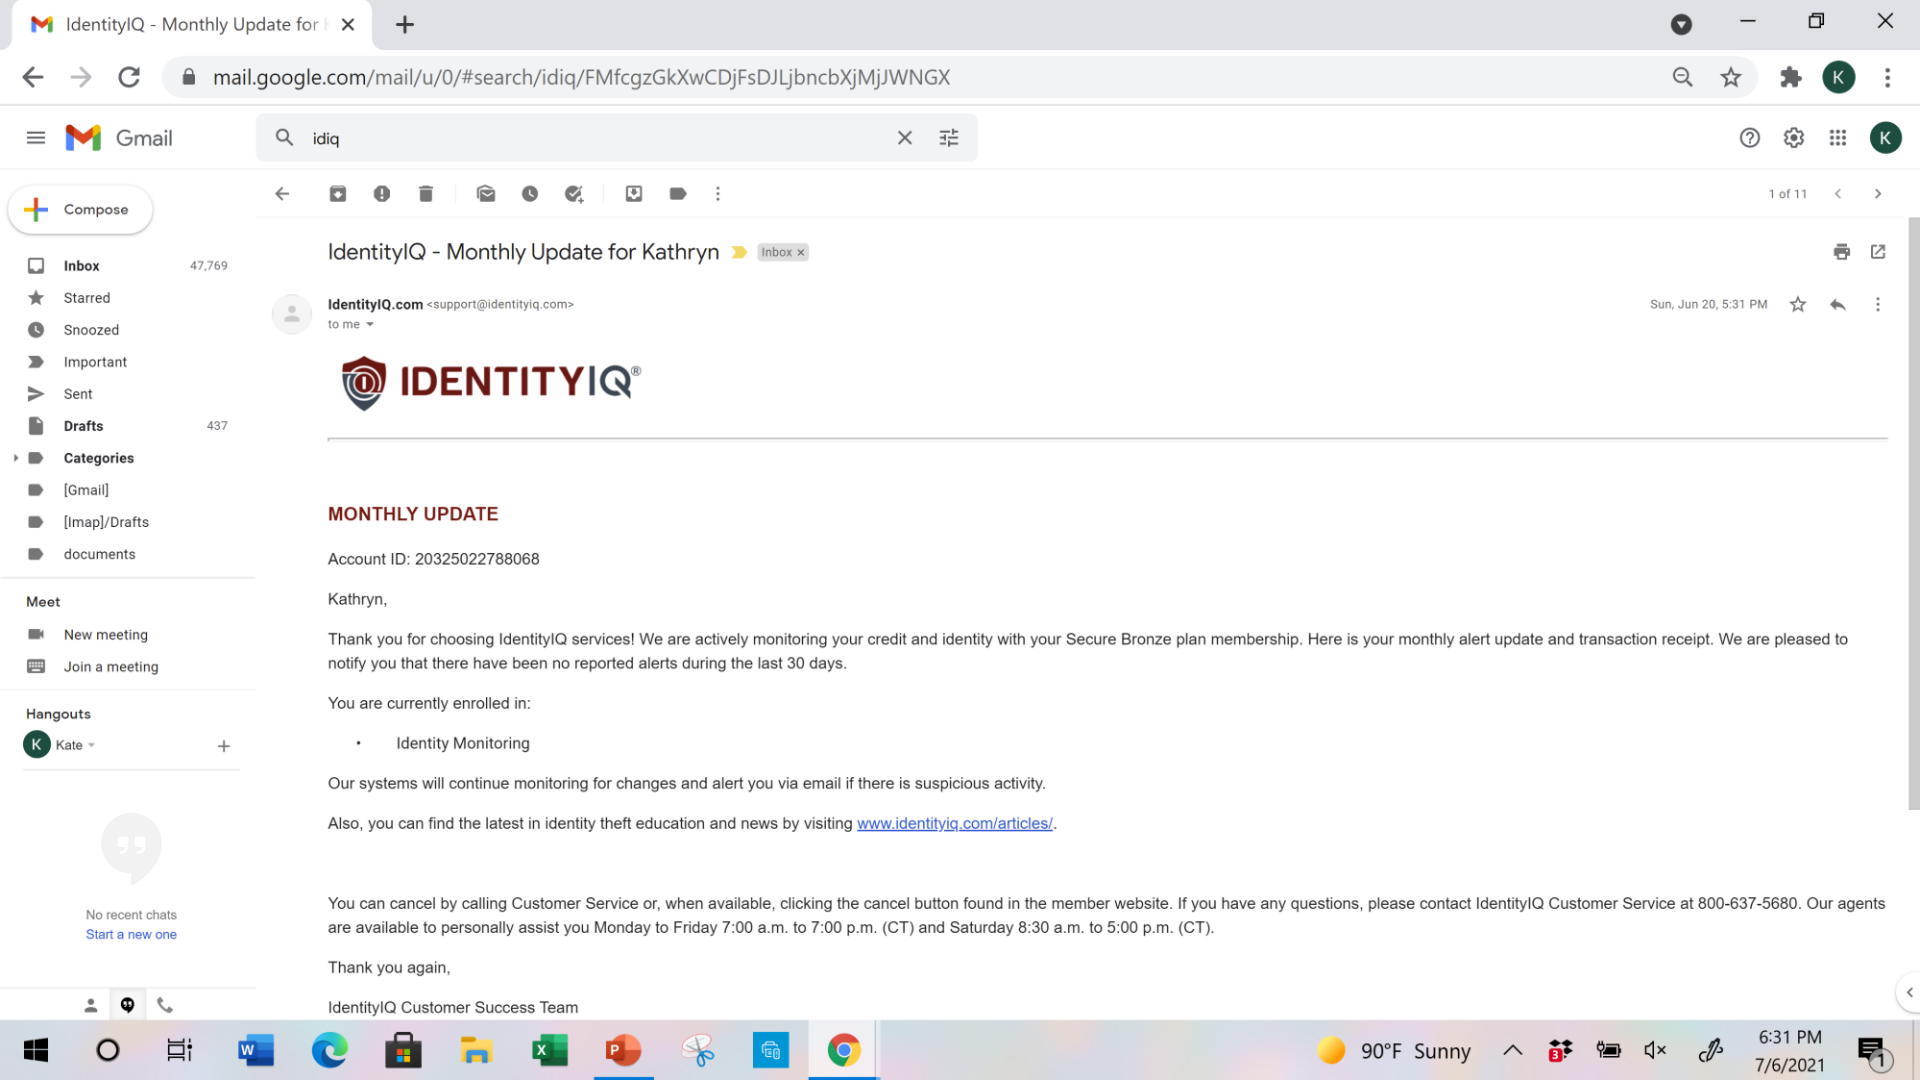 IdentityIQ - Monthly Update for
mail.google.com/mail/u/0/#search/idiq/FMfcgzGkXwCDjFsDJLjbncbXjMjJWNGX
K
Gmail
idiq
K
1 of 11
Compose
IdentityIQ - Monthly Update for Kathryn
Inbox x
Inbox 47,769
Starred
Snoozed
Important
Sent
Drafts 437
Categories
[Gmail]
[Imap]/Drafts
documents
Meet
New meeting
Join a meeting
Hangouts
K Kate
No recent chats
Start a new one
IdentityIQ.com <support@identityiq.com>
Sun, Jun 20, 5:31 PM
to me
IDENTITYIQ®
MONTHLY UPDATE
Account ID: 20325022788068
Kathryn,
Thank you for choosing IdentityIQ services! We are actively monitoring your credit and identity with your Secure Bronze plan membership. Here is your monthly alert update and transaction receipt. We are pleased to
notify you that there have been no reported alerts during the last 30 days.
You are currently enrolled in:
• Identity Monitoring
Our systems will continue monitoring for changes and alert you via email if there is suspicious activity.
Also, you can find the latest in identity theft education and news by visiting www.identityiq.com/articles/.
You can cancel by calling Customer Service or, when available, clicking the cancel button found in the member website. If you have any questions, please contact IdentityIQ Customer Service at 800-637-5680. Our agents
are available to personally assist you Monday to Friday 7:00 a.m. to 7:00 p.m. (CT) and Saturday 8:30 a.m. to 5:00 p.m. (CT).
Thank you again,
IdentityIQ Customer Success Team
W
X
P
90°F Sunny
3
6:31 PM
7/6/2021
1